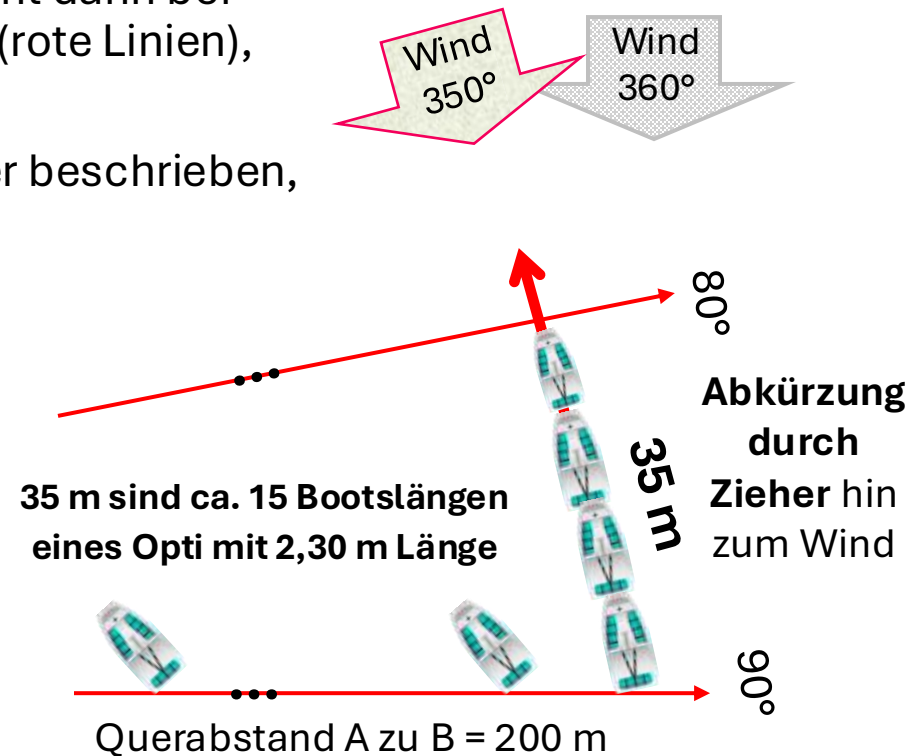 (rote Linien),
er beschrieben,
Wind
350°
Wind
360°
80°
Abkürzung
durch
Zieher hin
zum Wind
35 m
35 m sind ca. 15 Bootslängen
eines Opti mit 2,30 m Länge
90°
Querabstand A zu B = 200 m